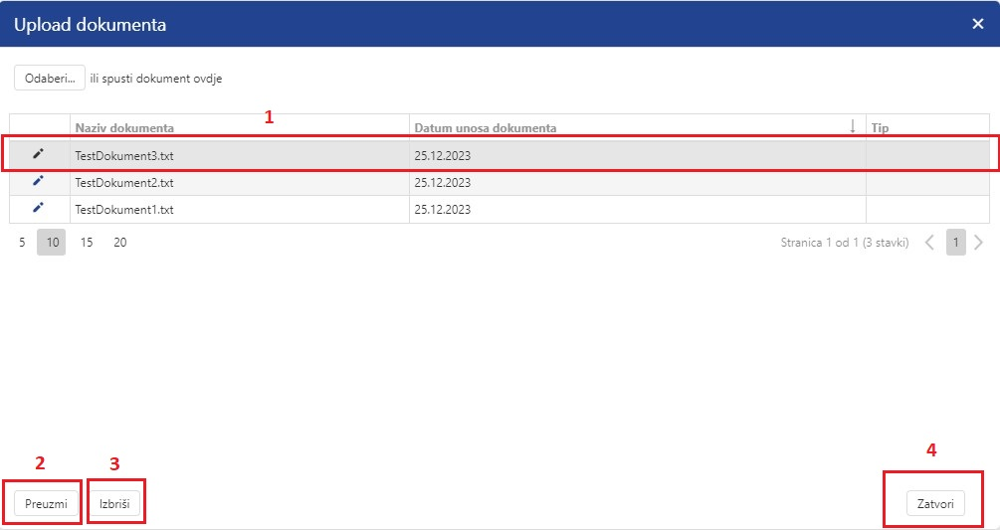 Upload dokumenta
Odaberi... ili spusti dokument ovdje
1
Naziv dokumenta Datum unosa dokumenta Tip
TestDokument3.txt 25.12.2023
TestDokument2.txt 25.12.2023
TestDokument1.txt 25.12.2023
5 10 15 20 Stranica 1 od 1 (3 stavki) 1
2 3 4
Preuzmi Izbriši Zatvori